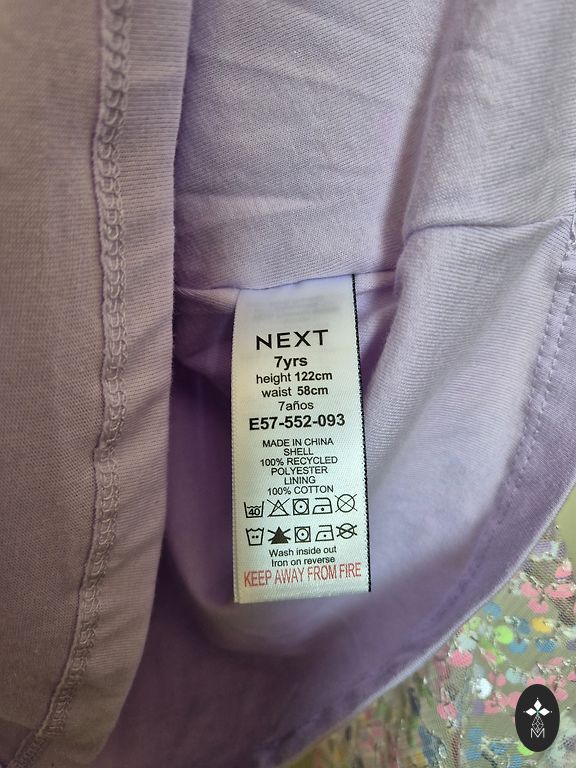 NEXT
7yrs
height 122cm
waist 58cm
7años
E57-552-093
MADE IN CHINA
SHELL
100% RECYCLED
POLYESTER
LINING
100% COTTON
40
Wash inside out
Iron on reverse
KEEP AWAY FROM FIRE
M